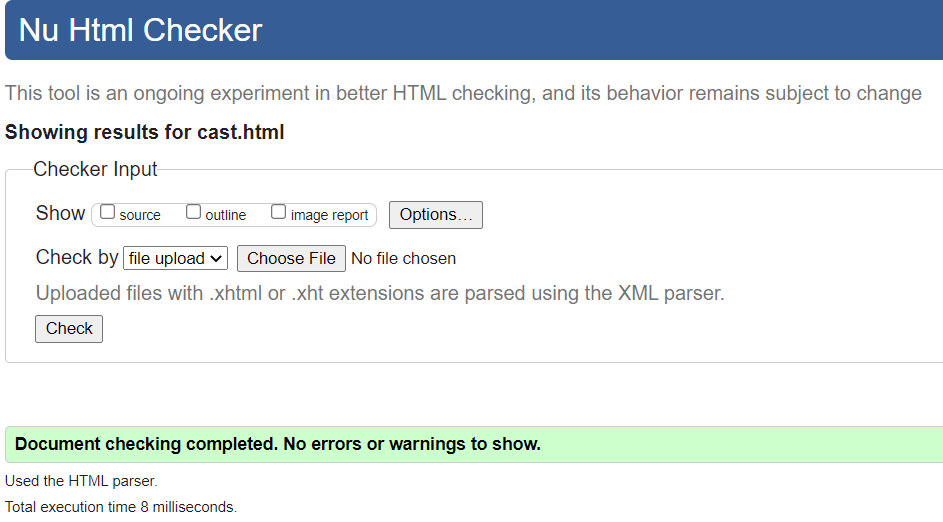 Nu Html Checker
This tool is an ongoing experiment in better HTML checking, and its behavior remains subject to change
Showing results for cast.html
Checker Input
Show source outline image report Options...
Check by file upload Choose File No file chosen
Uploaded files with .xhtml or .xht extensions are parsed using the XML parser.
Check
Document checking completed. No errors or warnings to show.
Used the HTML parser.
Total execution time 8 milliseconds.